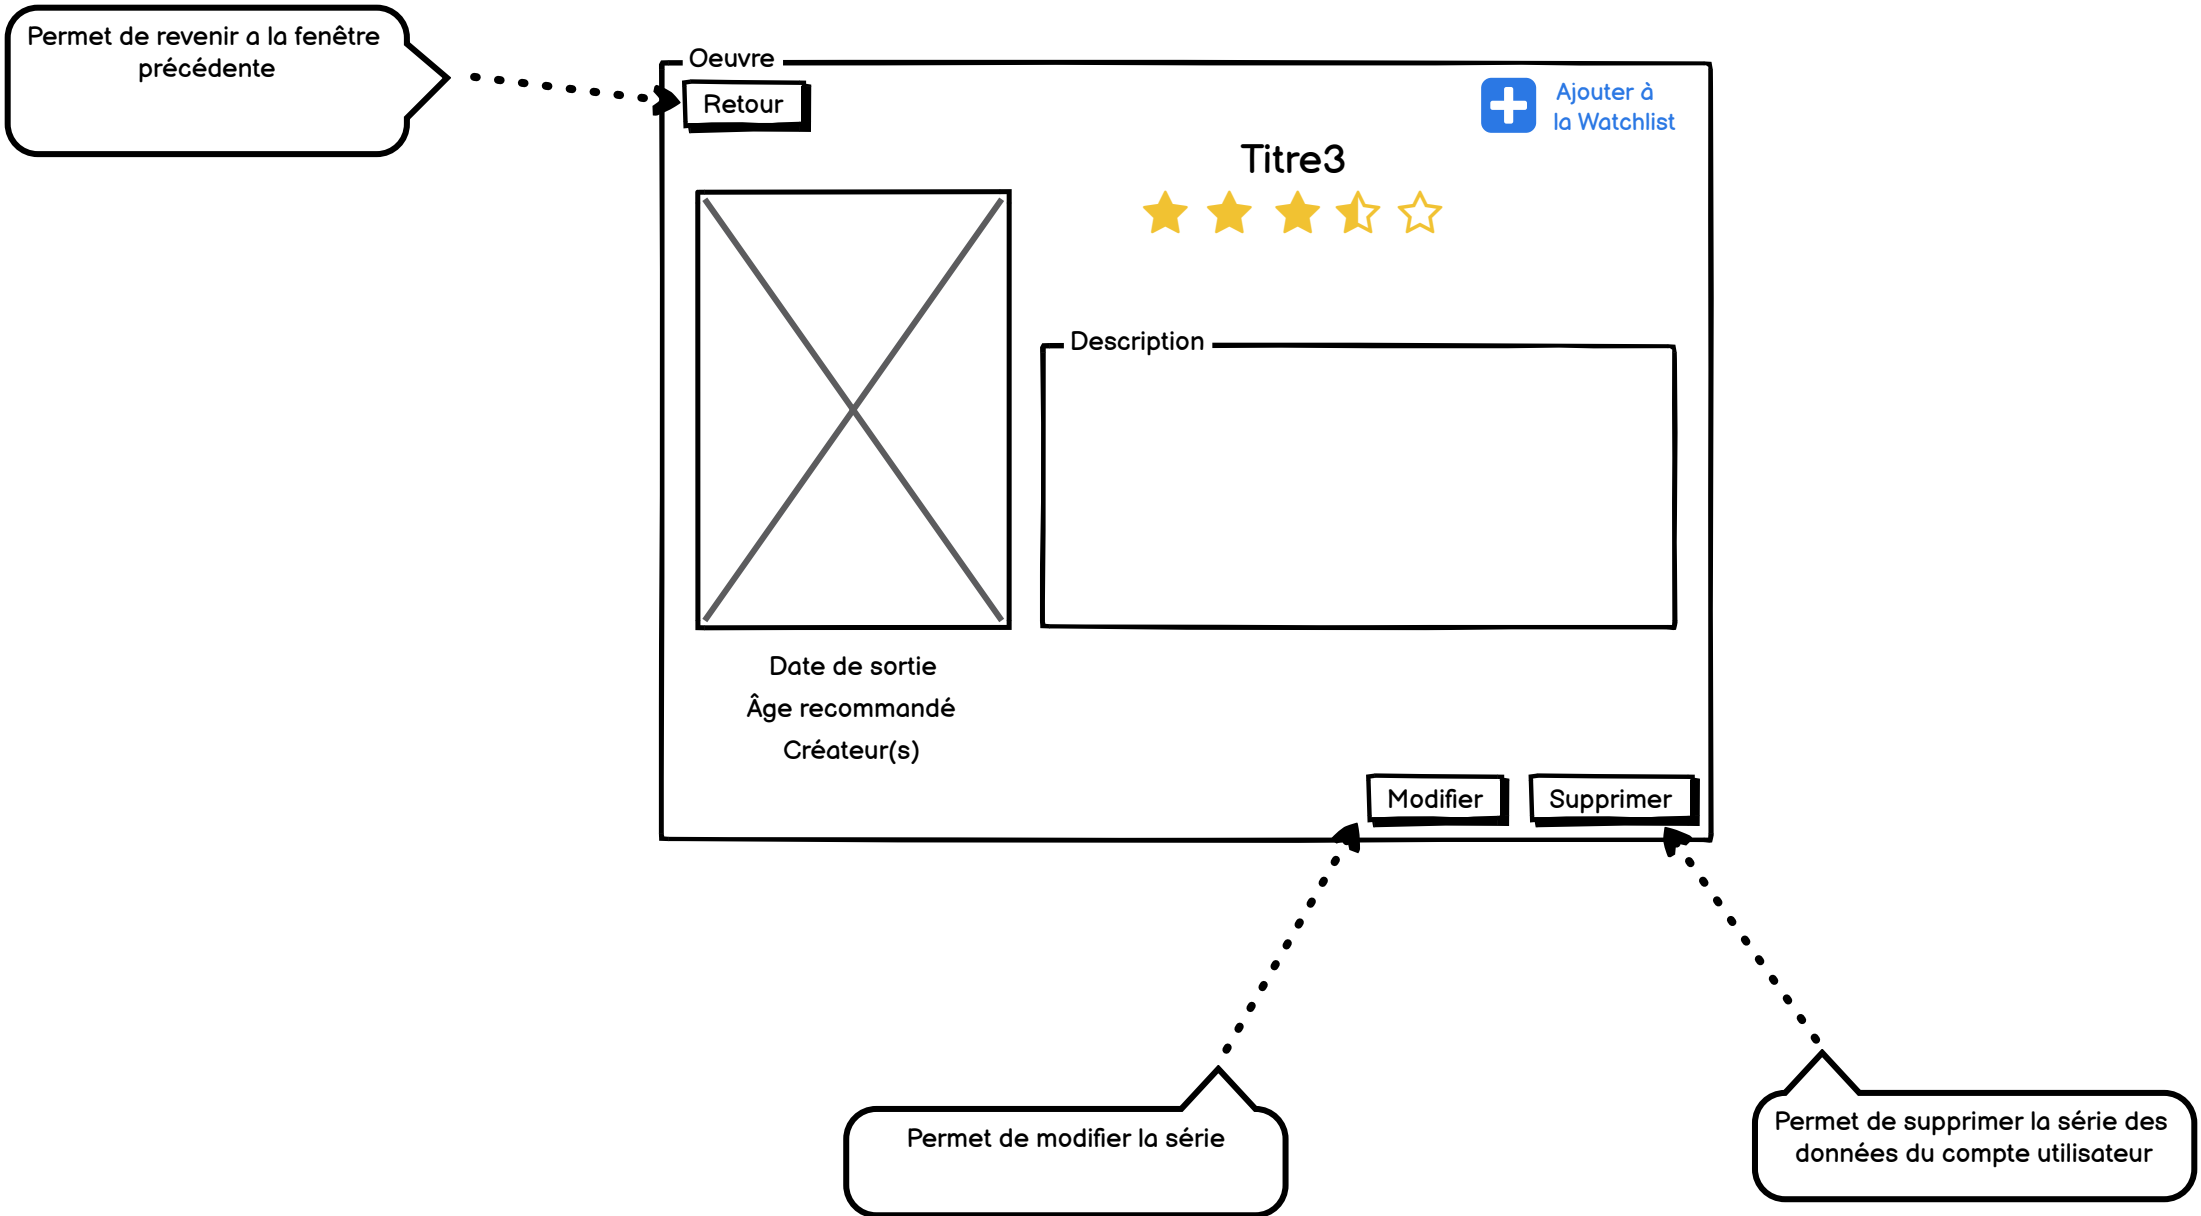 Permet de revenir a la fenêtre
précédente
Oeuvre
Retour
Ajouter à
la Watchlist
Titre3
Description
Date de sortie
Âge recommandé
Créateur(s)
Modifier
Supprimer
Permet de modifier la série
Permet de supprimer la série des
données du compte utilisateur